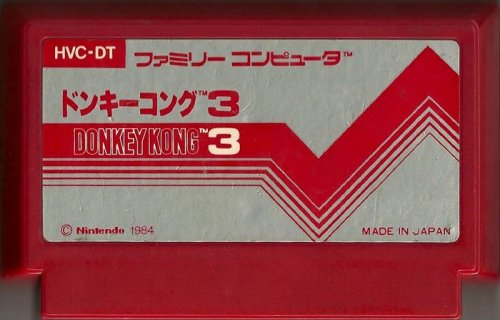 HVC-DT ファミリー コンピュータ™
ドンキーコング™3
DONKEY KONG™3
© Nintendo 1984
MADE IN JAPAN